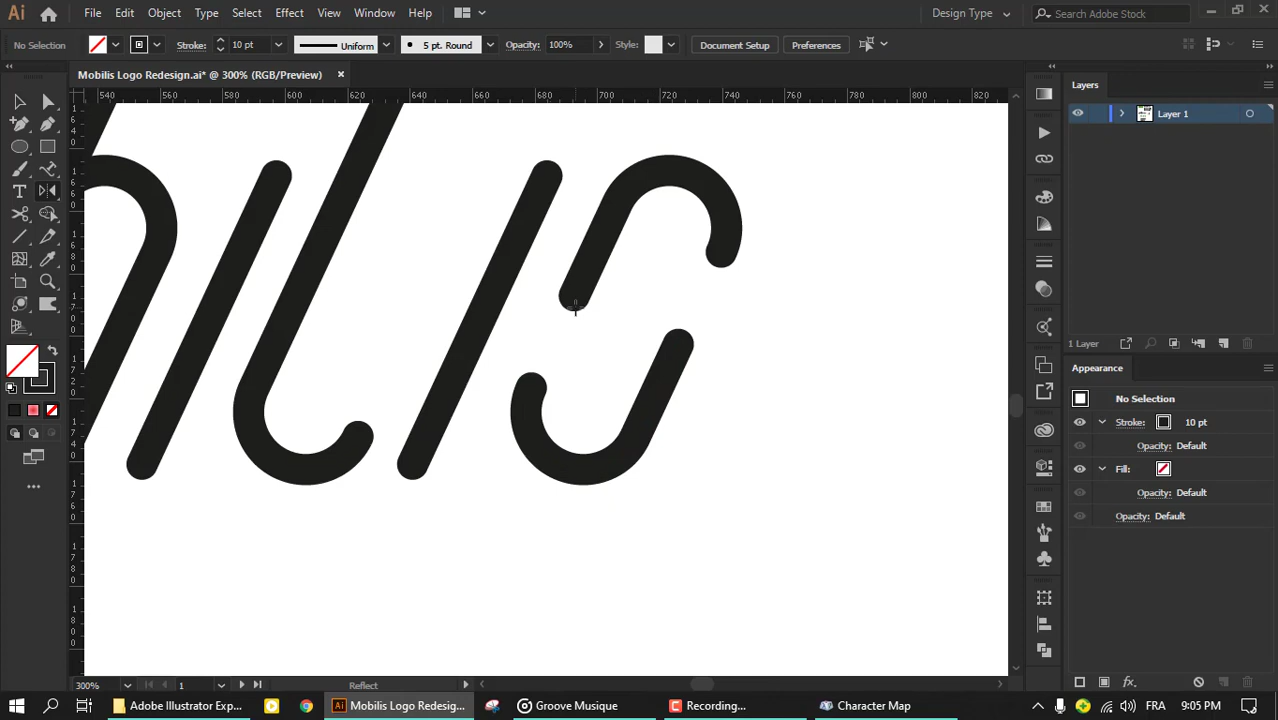 Ai File Edit Object Type Select Effect View Window Help Design Type Search Adobe Stock
No Selection Stroke: 10 pt Uniform 5 pt. Round Opacity: 100% Style: Document Setup Preferences
Mobilis Logo Redesign.ai* @ 300% (RGB/Preview)
540 560 580 600 620 640 660 680 700 720 740 760 780 800 820
Layers
Layer 1
1 Layer
Appearance
No Selection
Stroke: 10 pt
Opacity: Default
Fill:
Opacity: Default
Opacity: Default
300% 1 Reflect
Adobe Illustrator Exp... Ai Mobilis Logo Redesig... Groove Musique Recording... Character Map FR 9:05 PM